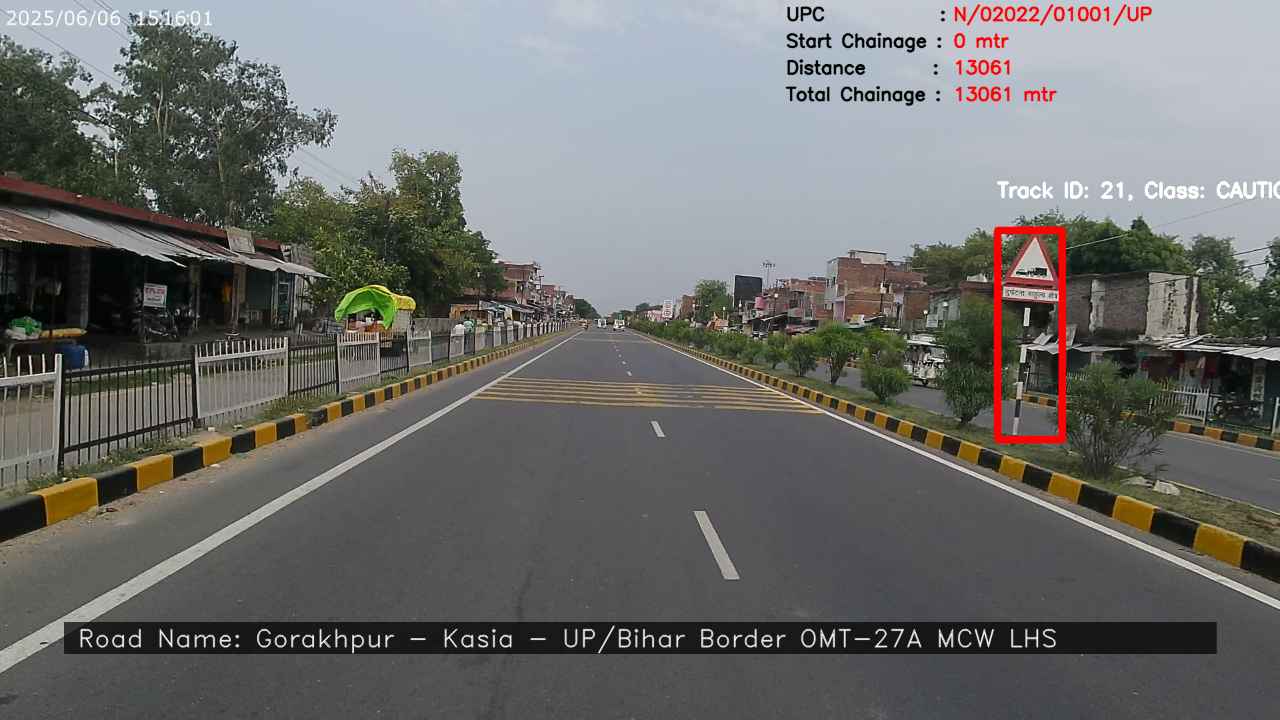 2025/06/06 15:16:01
UPC : N/02022/01001/UP
Start Chainage : 0 mtr
Distance : 13061
Total Chainage : 13061 mtr
Track ID: 21, Class: CAUTIO
दुर्घटना बाहुल्य क्षेत्र
Road Name: Gorakhpur - Kasia - UP/Bihar Border OMT-27A MCW LHS